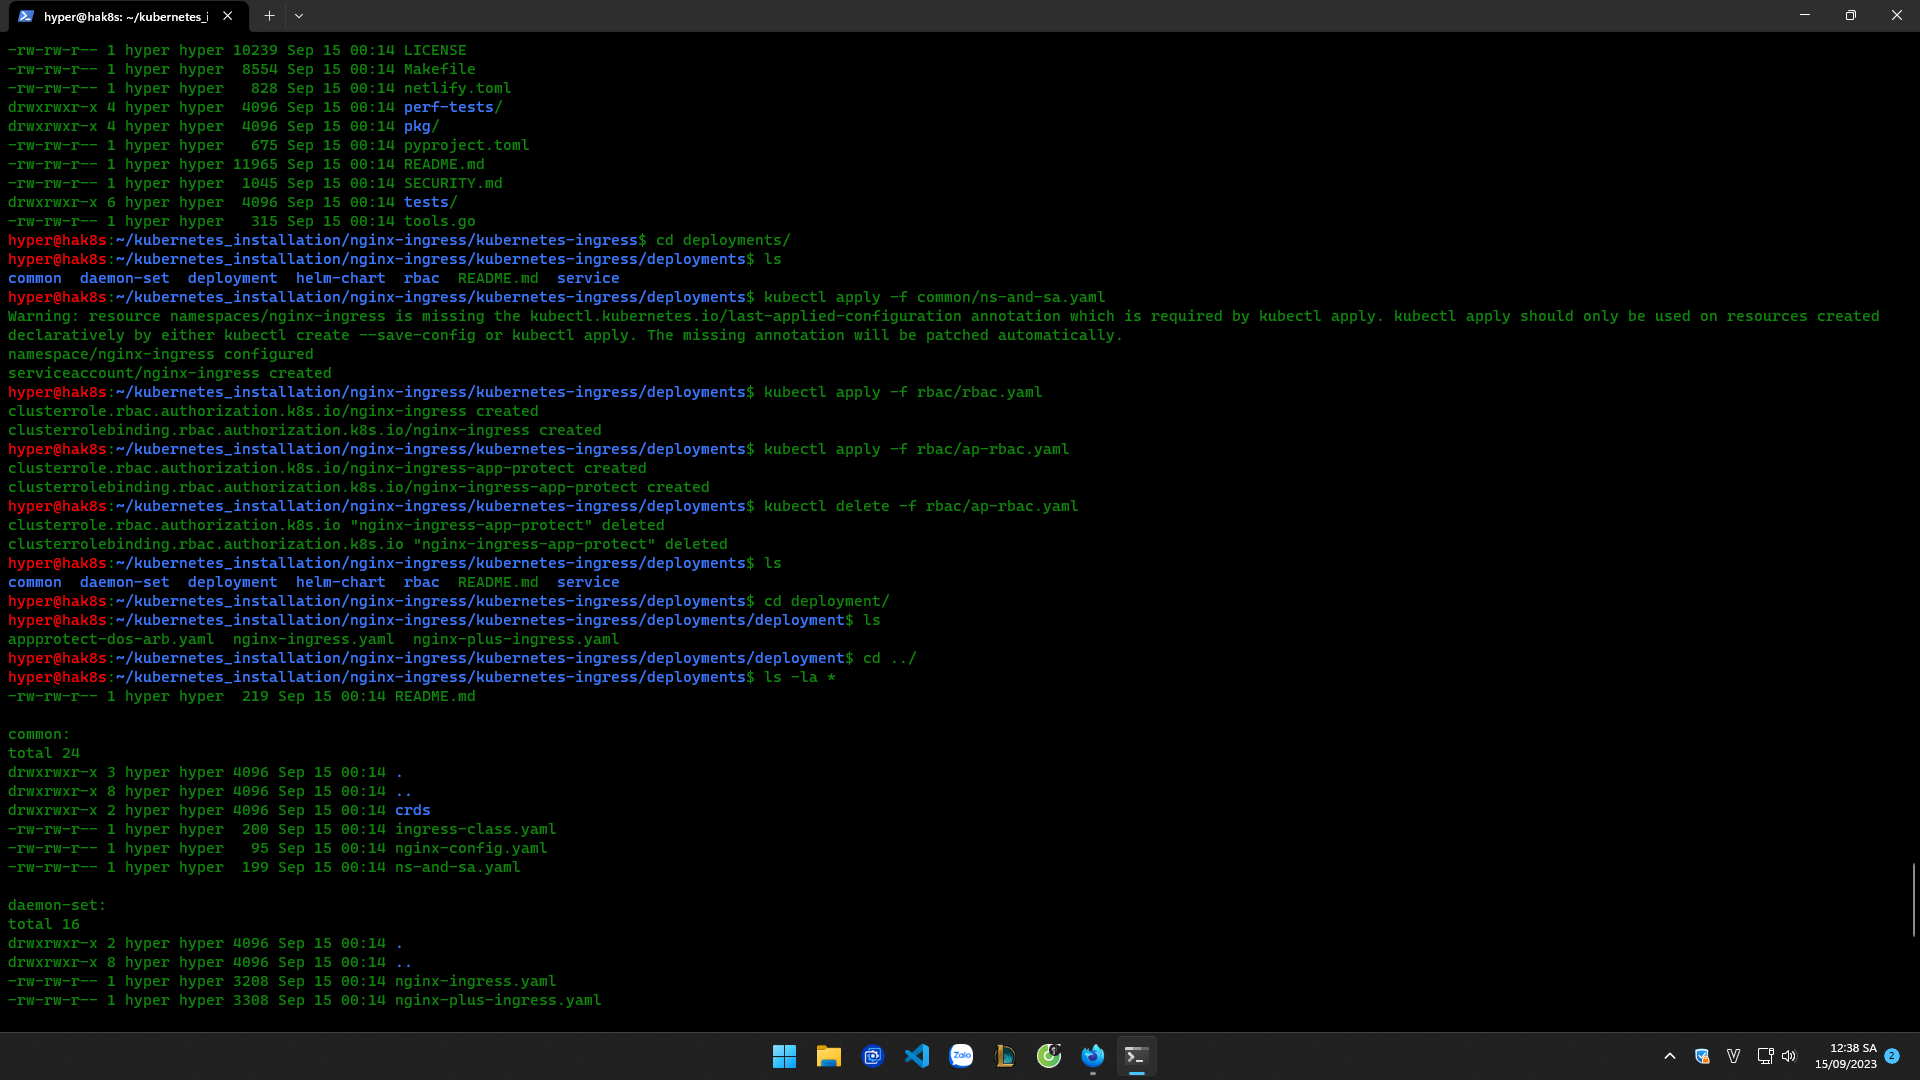 hyper@hak8s: ~/kubernetes_i
-rw-rw-r-- 1 hyper hyper 10239 Sep 15 00:14 LICENSE
-rw-rw-r-- 1 hyper hyper  8554 Sep 15 00:14 Makefile
-rw-rw-r-- 1 hyper hyper   828 Sep 15 00:14 netlify.toml
drwxrwxr-x 4 hyper hyper  4096 Sep 15 00:14 perf-tests/
drwxrwxr-x 4 hyper hyper  4096 Sep 15 00:14 pkg/
-rw-rw-r-- 1 hyper hyper   675 Sep 15 00:14 pyproject.toml
-rw-rw-r-- 1 hyper hyper 11965 Sep 15 00:14 README.md
-rw-rw-r-- 1 hyper hyper  1045 Sep 15 00:14 SECURITY.md
drwxrwxr-x 6 hyper hyper  4096 Sep 15 00:14 tests/
-rw-rw-r-- 1 hyper hyper   315 Sep 15 00:14 tools.go
hyper@hak8s:~/kubernetes_installation/nginx-ingress/kubernetes-ingress$ cd deployments/
hyper@hak8s:~/kubernetes_installation/nginx-ingress/kubernetes-ingress/deployments$ ls
common  daemon-set  deployment  helm-chart  rbac  README.md  service
hyper@hak8s:~/kubernetes_installation/nginx-ingress/kubernetes-ingress/deployments$ kubectl apply -f common/ns-and-sa.yaml
Warning: resource namespaces/nginx-ingress is missing the kubectl.kubernetes.io/last-applied-configuration annotation which is required by kubectl apply. kubectl apply should only be used on resources created
declaratively by either kubectl create --save-config or kubectl apply. The missing annotation will be patched automatically.
namespace/nginx-ingress configured
serviceaccount/nginx-ingress created
hyper@hak8s:~/kubernetes_installation/nginx-ingress/kubernetes-ingress/deployments$ kubectl apply -f rbac/rbac.yaml
clusterrole.rbac.authorization.k8s.io/nginx-ingress created
clusterrolebinding.rbac.authorization.k8s.io/nginx-ingress created
hyper@hak8s:~/kubernetes_installation/nginx-ingress/kubernetes-ingress/deployments$ kubectl apply -f rbac/ap-rbac.yaml
clusterrole.rbac.authorization.k8s.io/nginx-ingress-app-protect created
clusterrolebinding.rbac.authorization.k8s.io/nginx-ingress-app-protect created
hyper@hak8s:~/kubernetes_installation/nginx-ingress/kubernetes-ingress/deployments$ kubectl delete -f rbac/ap-rbac.yaml
clusterrole.rbac.authorization.k8s.io "nginx-ingress-app-protect" deleted
clusterrolebinding.rbac.authorization.k8s.io "nginx-ingress-app-protect" deleted
hyper@hak8s:~/kubernetes_installation/nginx-ingress/kubernetes-ingress/deployments$ ls
common  daemon-set  deployment  helm-chart  rbac  README.md  service
hyper@hak8s:~/kubernetes_installation/nginx-ingress/kubernetes-ingress/deployments$ cd deployment/
hyper@hak8s:~/kubernetes_installation/nginx-ingress/kubernetes-ingress/deployments/deployment$ ls
appprotect-dos-arb.yaml  nginx-ingress.yaml  nginx-plus-ingress.yaml
hyper@hak8s:~/kubernetes_installation/nginx-ingress/kubernetes-ingress/deployments/deployment$ cd ../
hyper@hak8s:~/kubernetes_installation/nginx-ingress/kubernetes-ingress/deployments$ ls -la *
-rw-rw-r-- 1 hyper hyper  219 Sep 15 00:14 README.md

common:
total 24
drwxrwxr-x 3 hyper hyper 4096 Sep 15 00:14 .
drwxrwxr-x 8 hyper hyper 4096 Sep 15 00:14 ..
drwxrwxr-x 2 hyper hyper 4096 Sep 15 00:14 crds
-rw-rw-r-- 1 hyper hyper  200 Sep 15 00:14 ingress-class.yaml
-rw-rw-r-- 1 hyper hyper   95 Sep 15 00:14 nginx-config.yaml
-rw-rw-r-- 1 hyper hyper  199 Sep 15 00:14 ns-and-sa.yaml

daemon-set:
total 16
drwxrwxr-x 2 hyper hyper 4096 Sep 15 00:14 .
drwxrwxr-x 8 hyper hyper 4096 Sep 15 00:14 ..
-rw-rw-r-- 1 hyper hyper 3208 Sep 15 00:14 nginx-ingress.yaml
-rw-rw-r-- 1 hyper hyper 3308 Sep 15 00:14 nginx-plus-ingress.yaml
Zalo
V
12:38 SA
15/09/2023
2